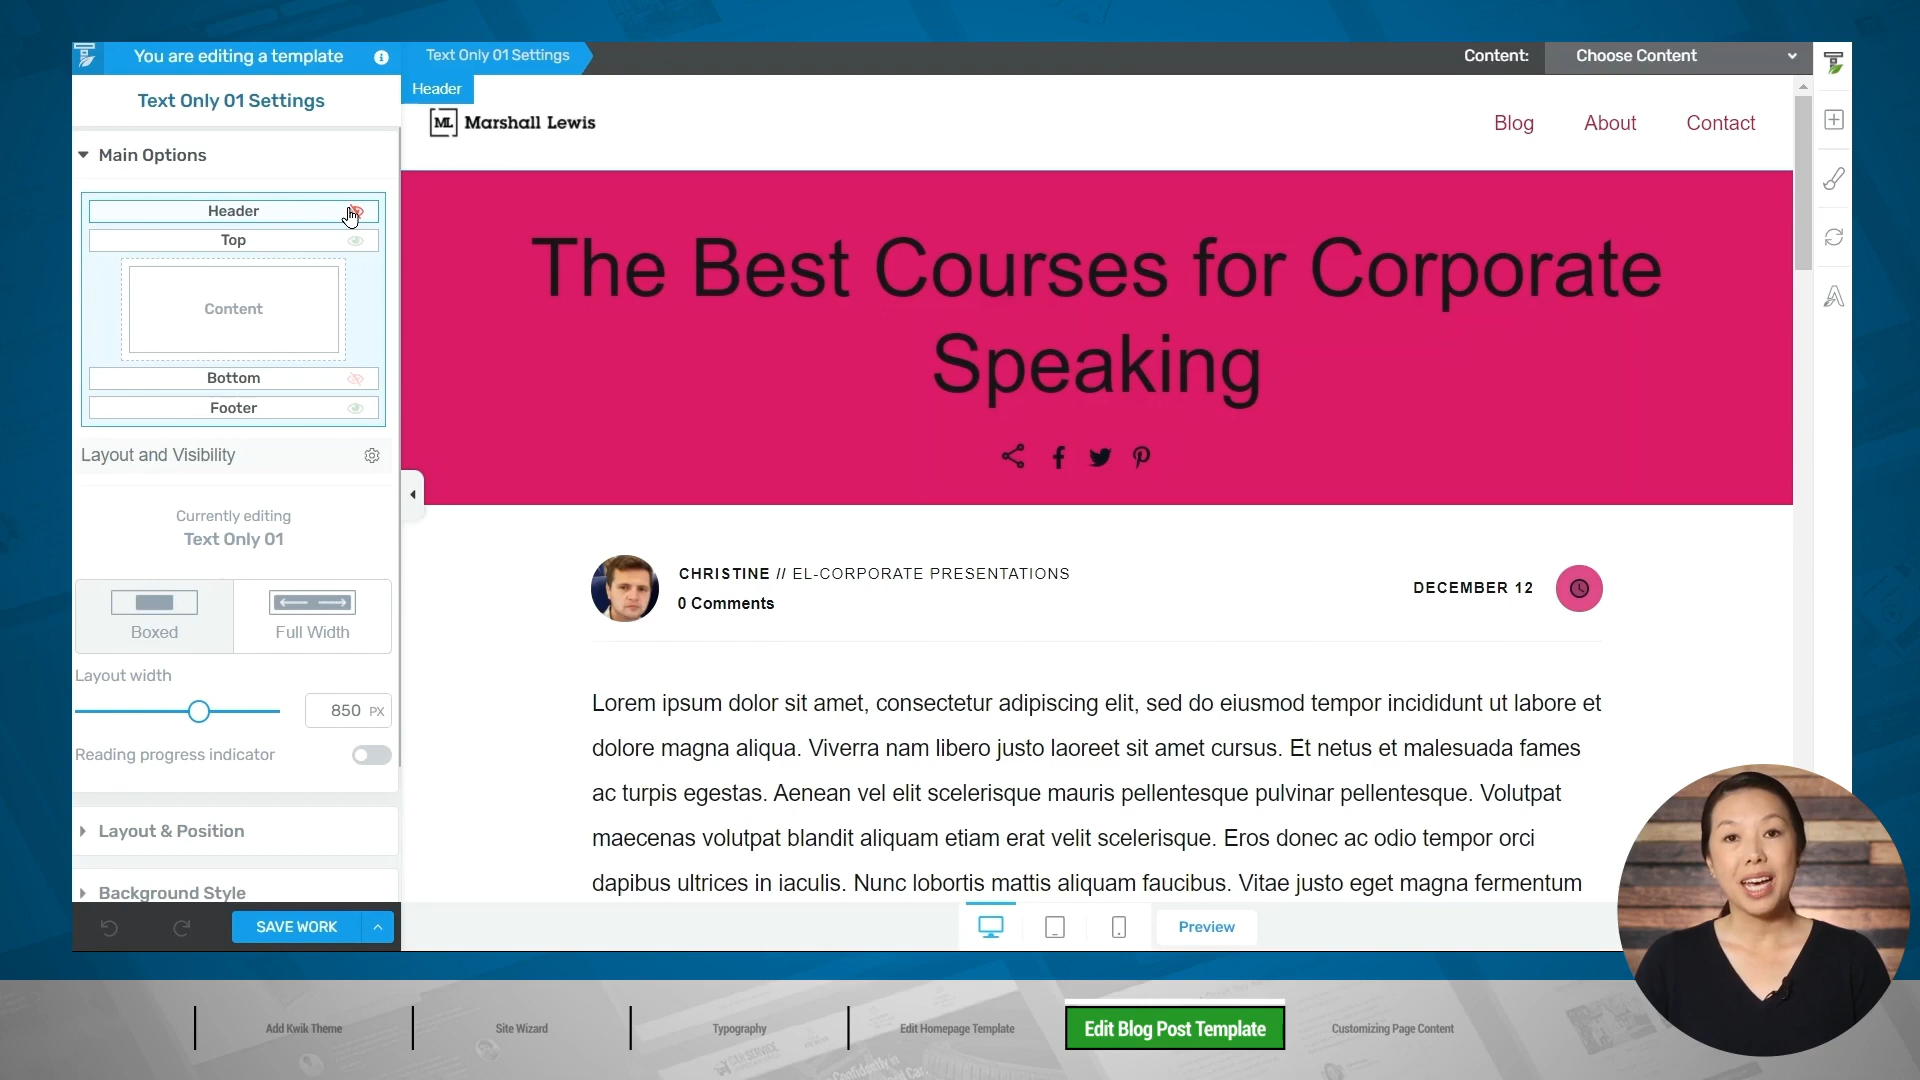 You are editing a template
Text Only 01 Settings
Content:
Choose Content
Text Only 01 Settings
Header
ML Marshall Lewis
Blog
About
Contact
Main Options
Header
Top
Content
Bottom
Footer
The Best Courses for Corporate
Speaking
Layout and Visibility
Currently editing
Text Only 01
Boxed
Full Width
Layout width
850 PX
Reading progress indicator
Layout & Position
Background Style
SAVE WORK
CHRISTINE // EL-CORPORATE PRESENTATIONS
0 Comments
DECEMBER 12
Lorem ipsum dolor sit amet, consectetur adipiscing elit, sed do eiusmod tempor incididunt ut labore et
dolore magna aliqua. Viverra nam libero justo laoreet sit amet cursus. Et netus et malesuada fames
ac turpis egestas. Aenean vel elit scelerisque mauris pellentesque pulvinar pellentesque. Volutpat
maecenas volutpat blandit aliquam etiam erat velit scelerisque. Eros donec ac odio tempor orci
dapibus ultrices in iaculis. Nunc lobortis mattis aliquam faucibus. Vitae justo eget magna fermentum
Preview
Add Kwik Theme
Site Wizard
Typography
Edit Homepage Template
Edit Blog Post Template
Customizing Page Content